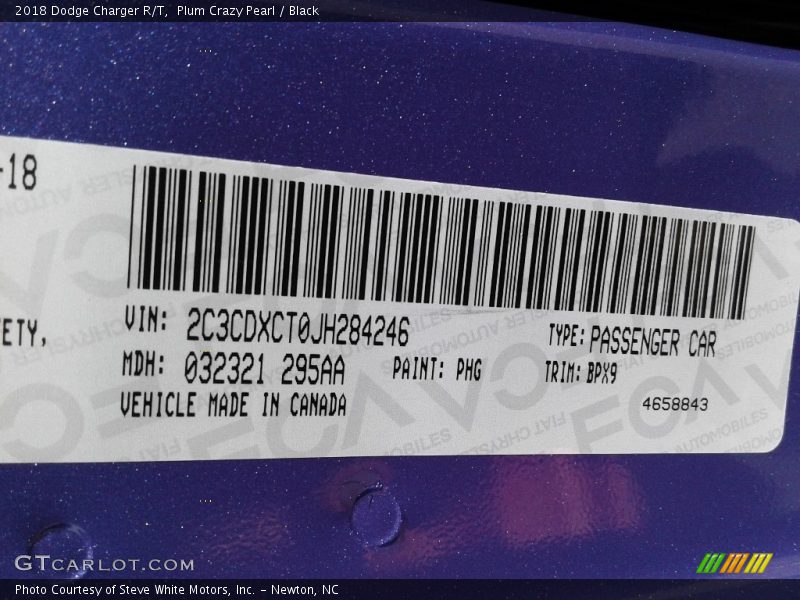 2018 Dodge Charger R/T, Plum Crazy Pearl / Black
-18
ETY,
VIN: 2C3CDXCT0JH284246
TYPE: PASSENGER CAR
MDH: 032321 295AA
PAINT: PHG
TRIM: BPX9
VEHICLE MADE IN CANADA
4658843
GTCARLOT.COM
Photo Courtesy of Steve White Motors, Inc. – Newton, NC